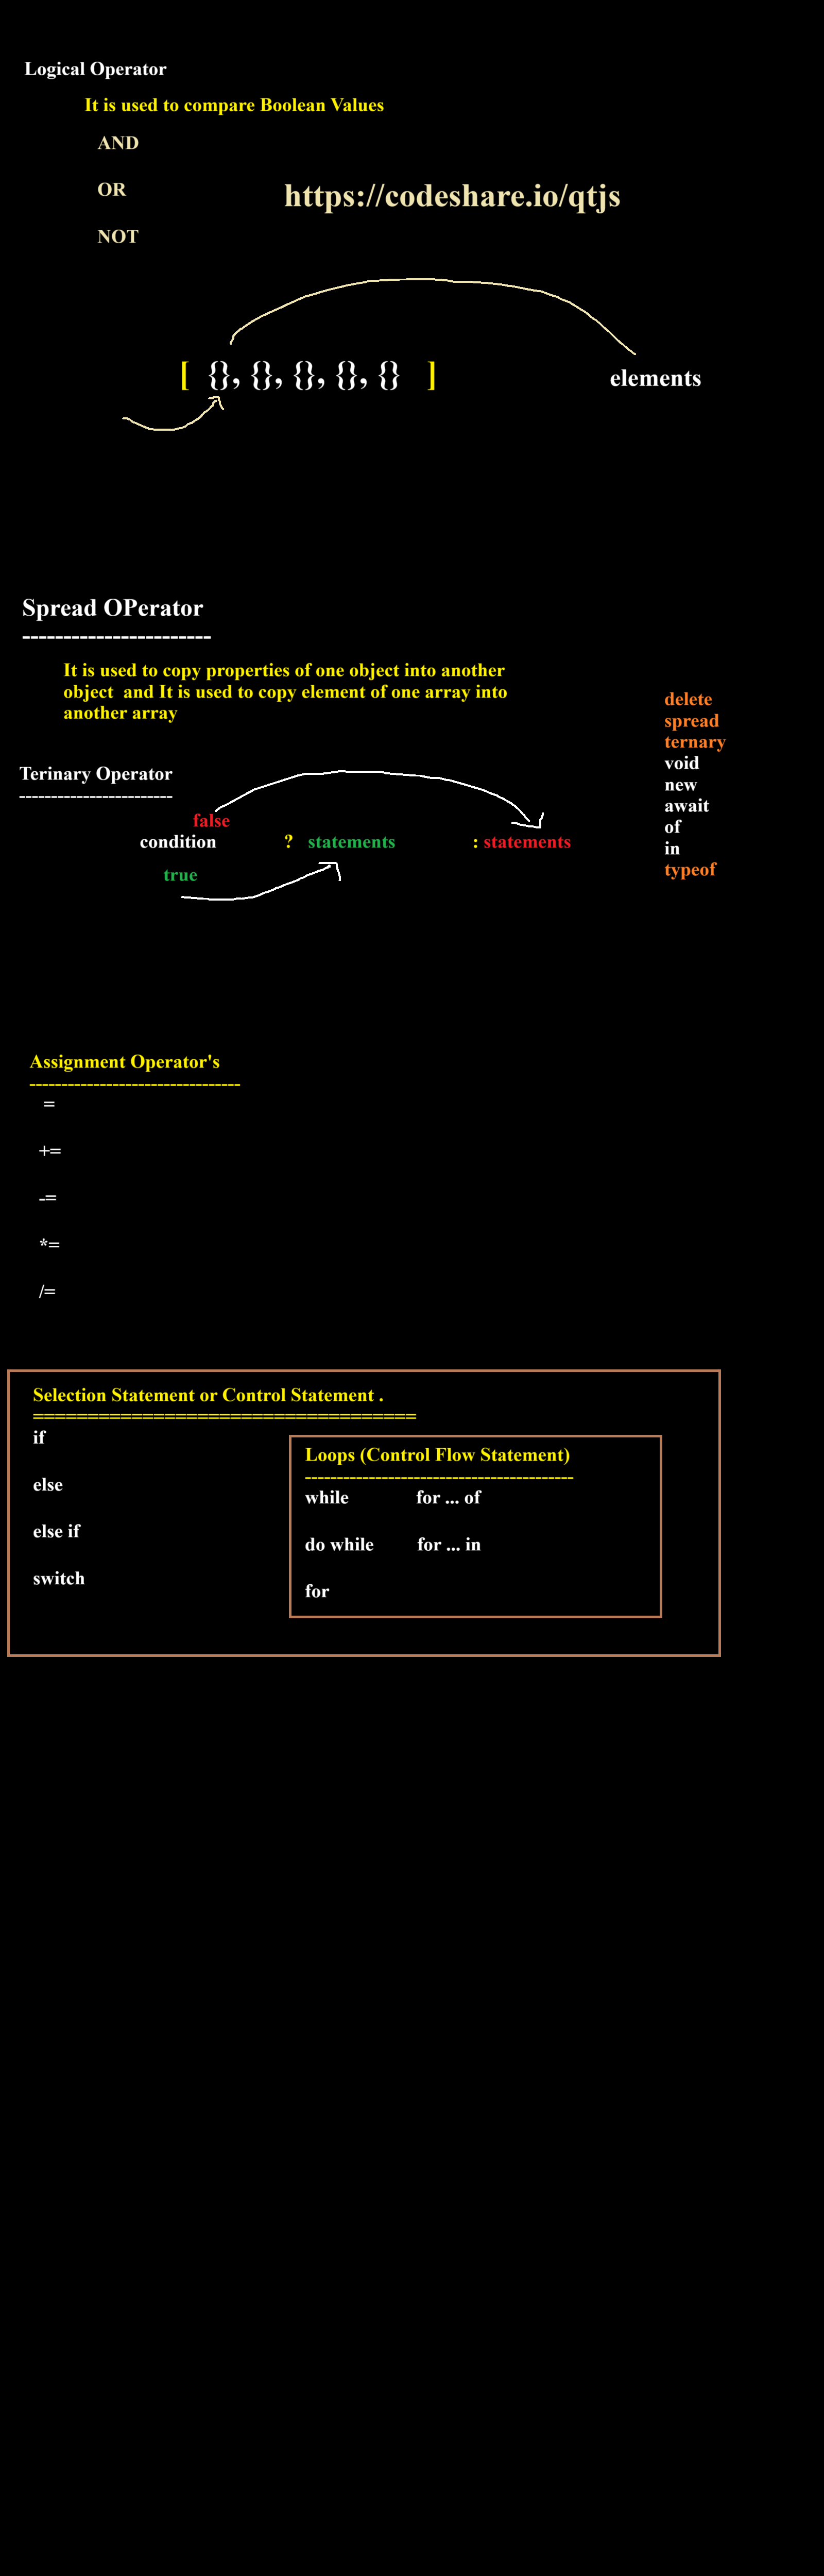 Logical Operator
It is used to compare Boolean Values
AND
OR
https://codeshare.io/qtjs
NOT
[ {}, {}, {}, {}, {} ]
elements
Spread OPerator
-----------------------
It is used to copy properties of one object into another
object and It is used to copy element of one array into
another array
delete
spread
ternary
void
new
await
of
in
typeof
Terinary Operator
------------------------
false
condition ? statements : statements
true
Assignment Operator's
---------------------------------
=
+=
-=
*=
/=
Selection Statement or Control Statement .
===================================
if
else
else if
switch
Loops (Control Flow Statement)
------------------------------------------
while for ... of
do while for ... in
for